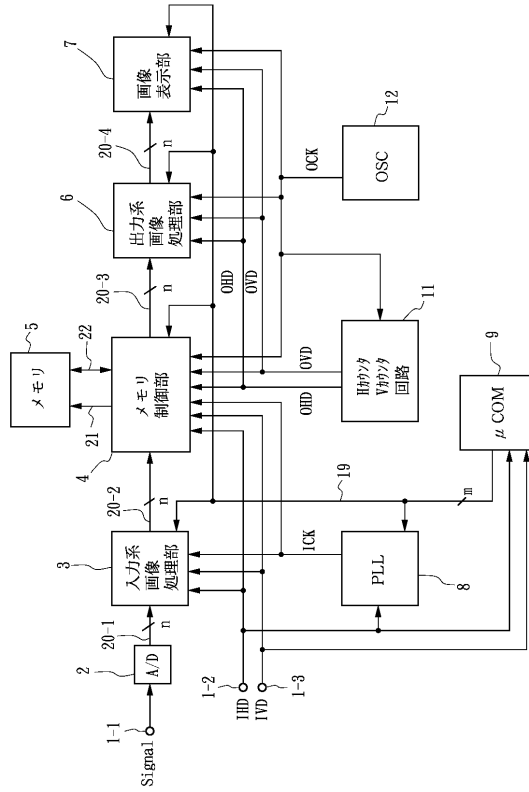 Signal
1-1
2
A/D
20-1
n
3
入力系
画像
処理部
20-2
n
4
メモリ
制御部
5
メモリ
21
22
20-3
n
6
出力系
画像
処理部
20-4
n
7
画像
表示部
OHD
OVD
1-2
IHD
IVD
1-3
ICK
19
OHD
OVD
OCK
PLL
8
m
Hカウンタ
Vカウンタ
回路
11
12
OSC
9
μCOM